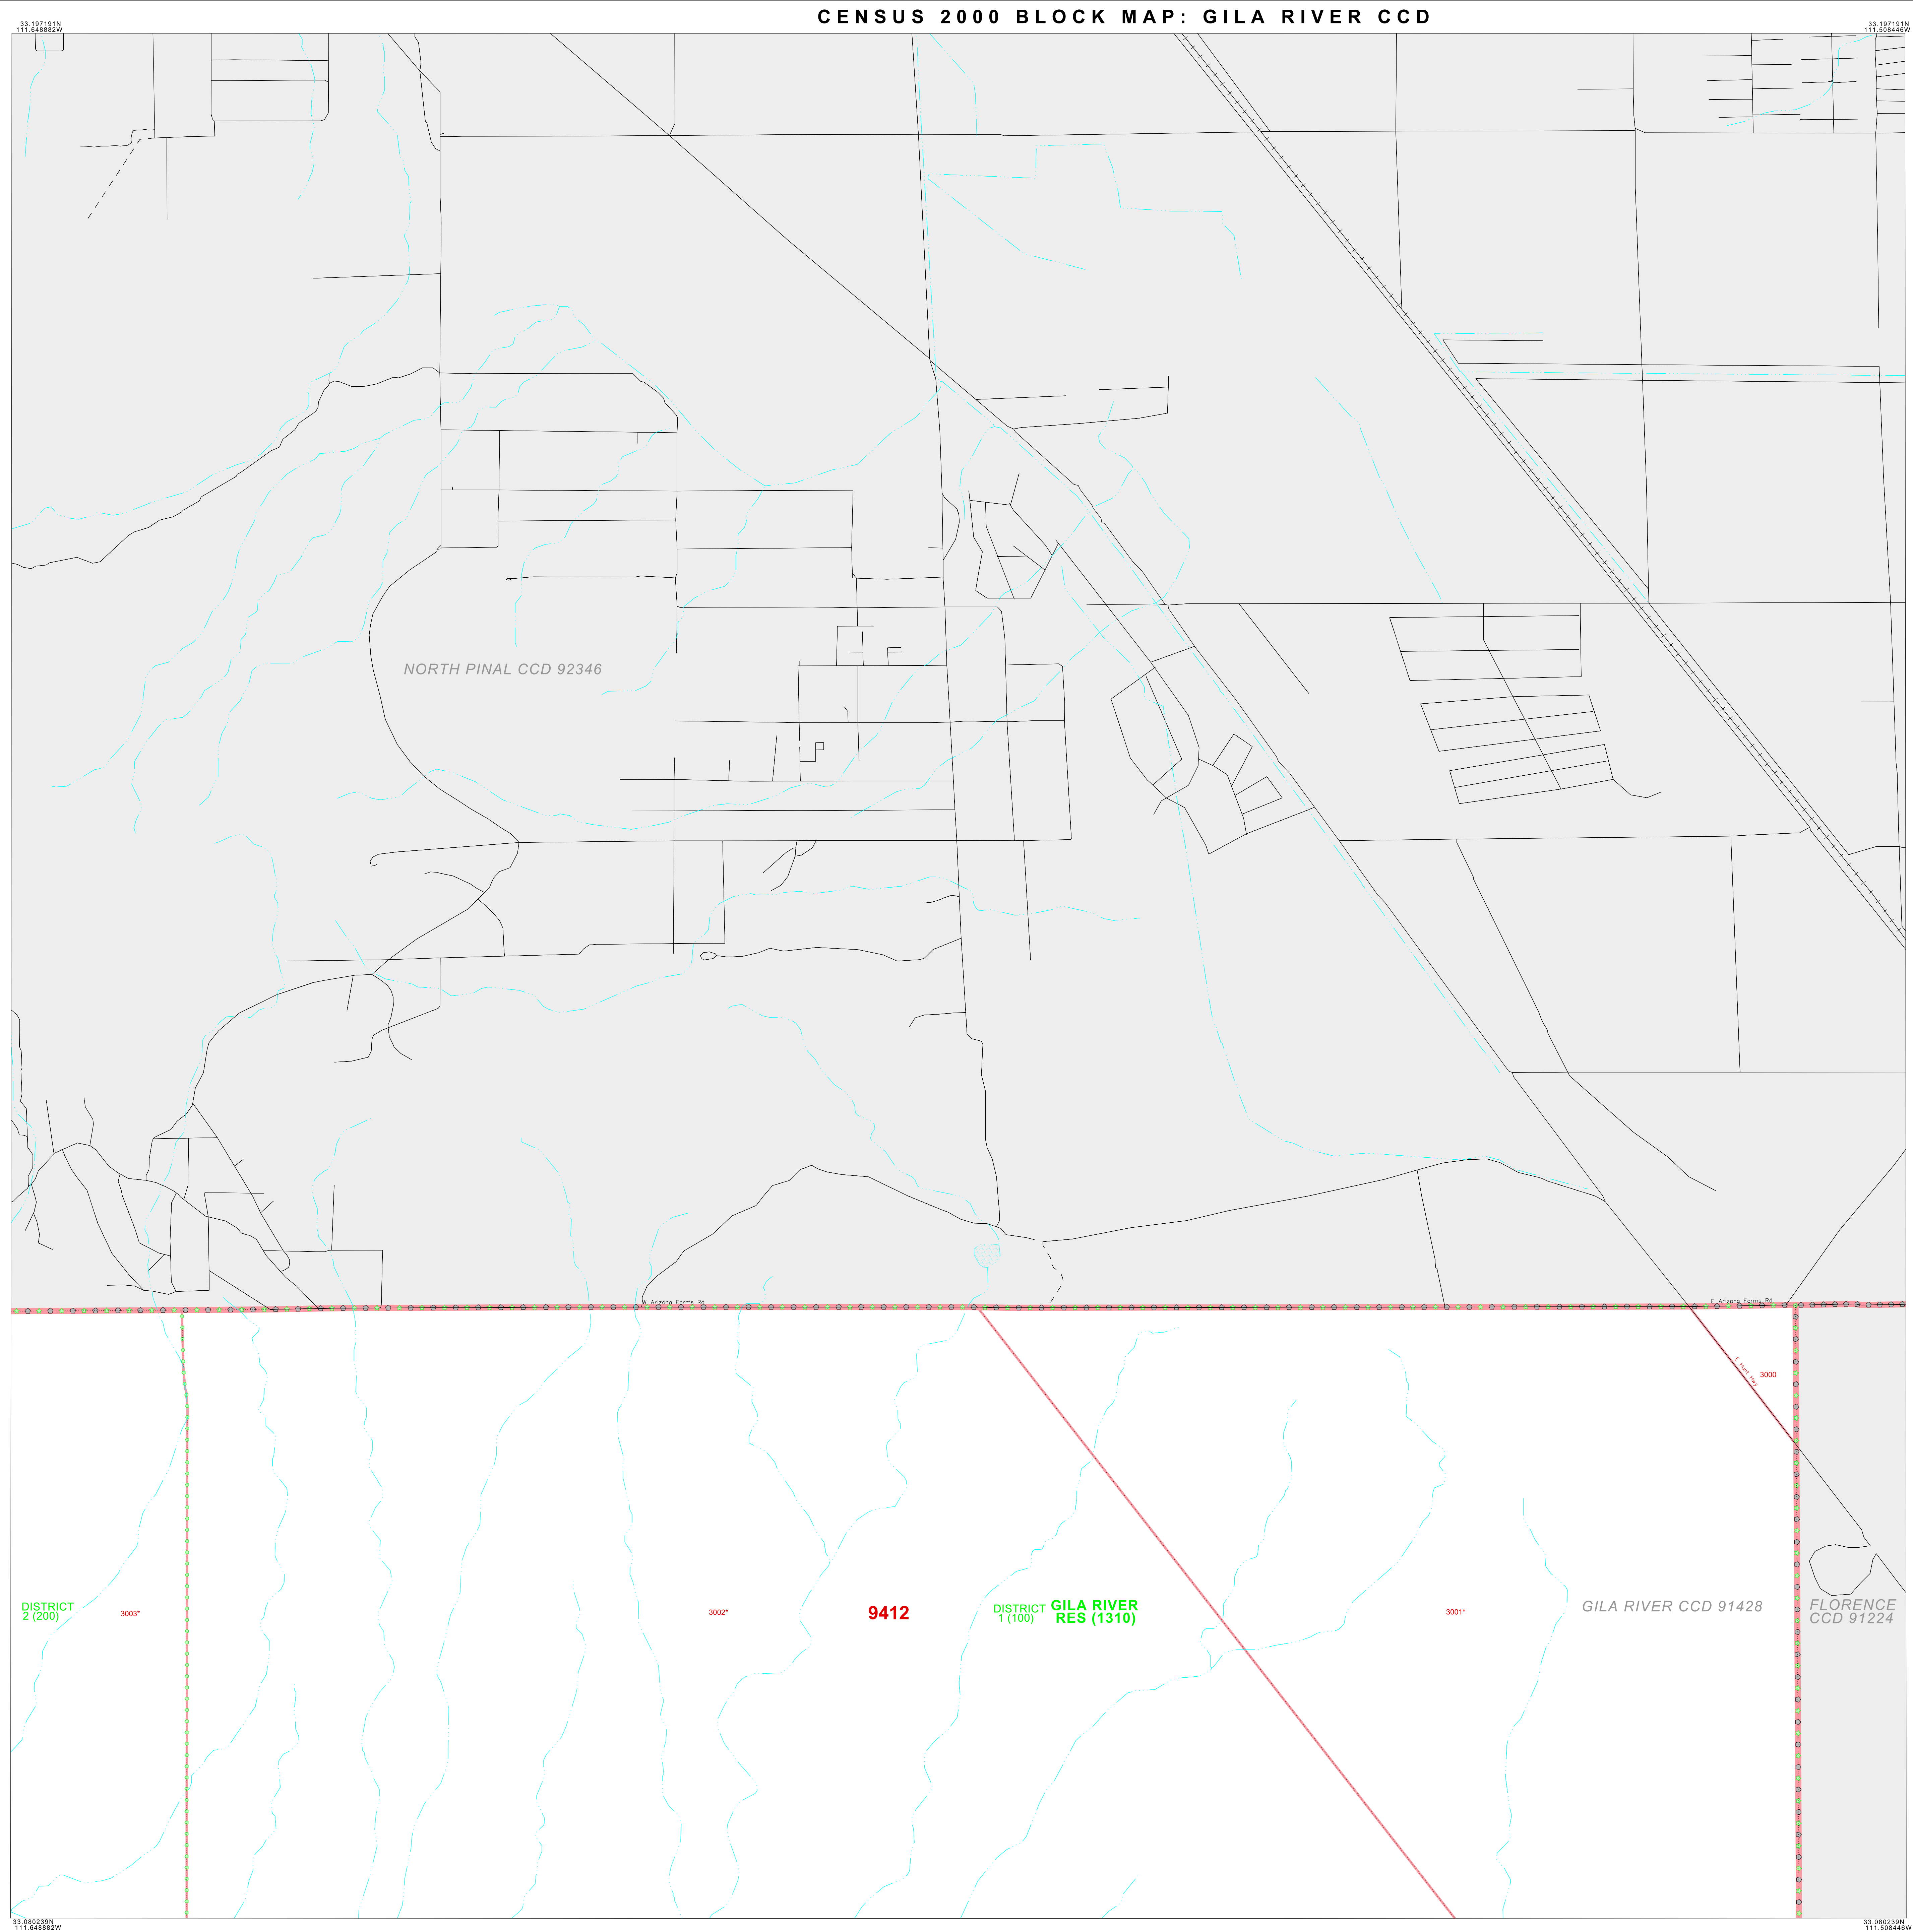 CENSUS 2000 BLOCK MAP: GILA RIVER CCD
33.197191N
111.648882W
33.197191N
111.508446W
NORTH PINAL CCD 92346
W Arizona Farms Rd
E Arizona Farms Rd
E Hunt Hwy
3000
DISTRICT
2 (200)
3003*
3002*
9412
DISTRICT
1 (100)
GILA RIVER
RES (1310)
3001*
GILA RIVER CCD 91428
FLORENCE
CCD 91224
33.080239N
111.648882W
33.080239N
111.508446W